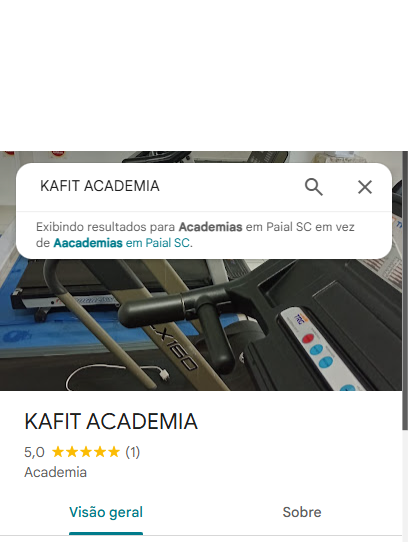 KAFIT ACADEMIA
Exibindo resultados para Academias em Paial SC em vez
de Aacademias em Paial SC.
LX160
KAFIT ACADEMIA
5,0 ★★★★★ (1)
Academia
Visão geral Sobre